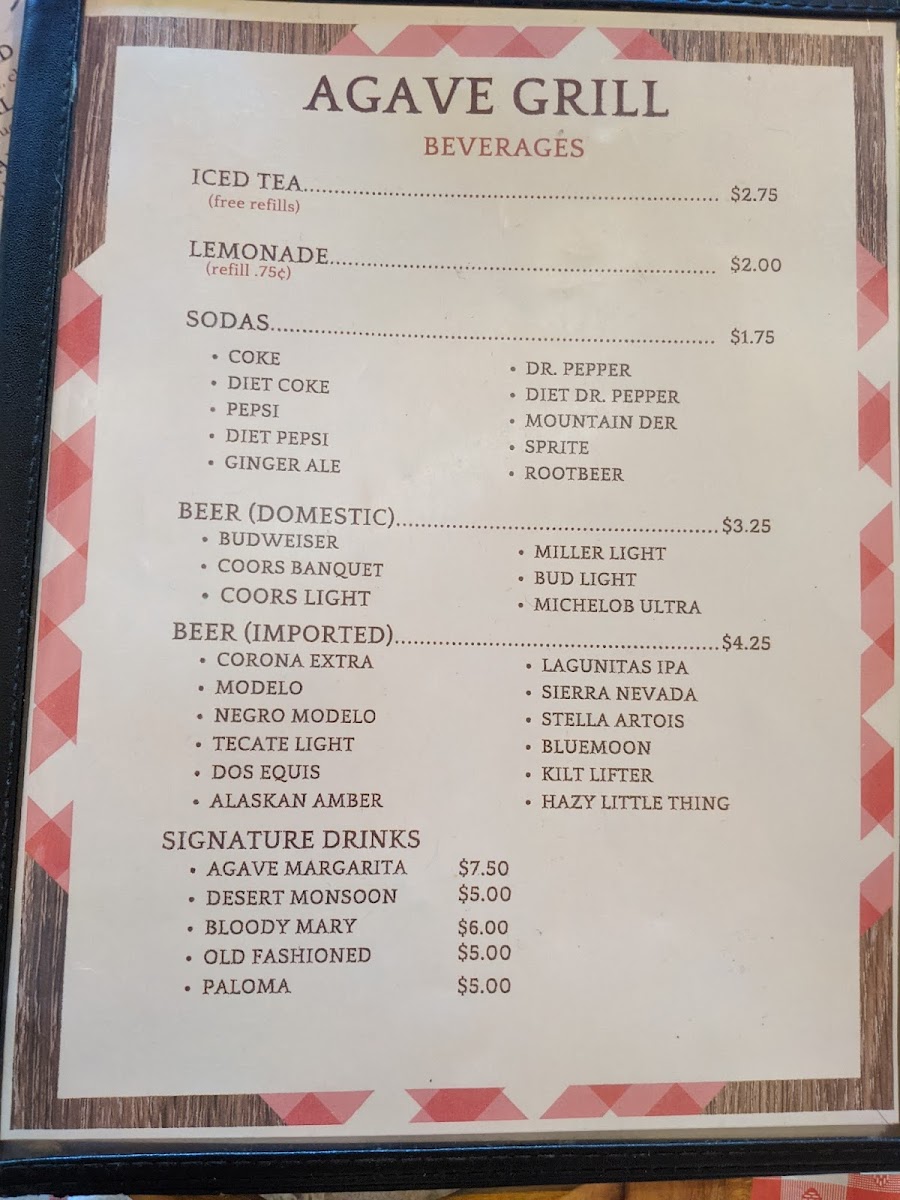 AGAVE GRILL
BEVERAGES
ICED TEA........ $2.75
(free refills)
LEMONADE........ $2.00
(refill .75¢)
SODAS........ $1.75
• COKE
• DIET COKE
• PEPSI
• DIET PEPSI
• GINGER ALE
• DR. PEPPER
• DIET DR. PEPPER
• MOUNTAIN DER
• SPRITE
• ROOTBEER
BEER (DOMESTIC)........ $3.25
• BUDWEISER
• COORS BANQUET
• COORS LIGHT
• MILLER LIGHT
• BUD LIGHT
• MICHELOB ULTRA
BEER (IMPORTED)........ $4.25
• CORONA EXTRA
• MODELO
• NEGRO MODELO
• TECATE LIGHT
• DOS EQUIS
• ALASKAN AMBER
• LAGUNITAS IPA
• SIERRA NEVADA
• STELLA ARTOIS
• BLUEMOON
• KILT LIFTER
• HAZY LITTLE THING
SIGNATURE DRINKS
• AGAVE MARGARITA $7.50
• DESERT MONSOON $5.00
• BLOODY MARY $6.00
• OLD FASHIONED $5.00
• PALOMA $5.00